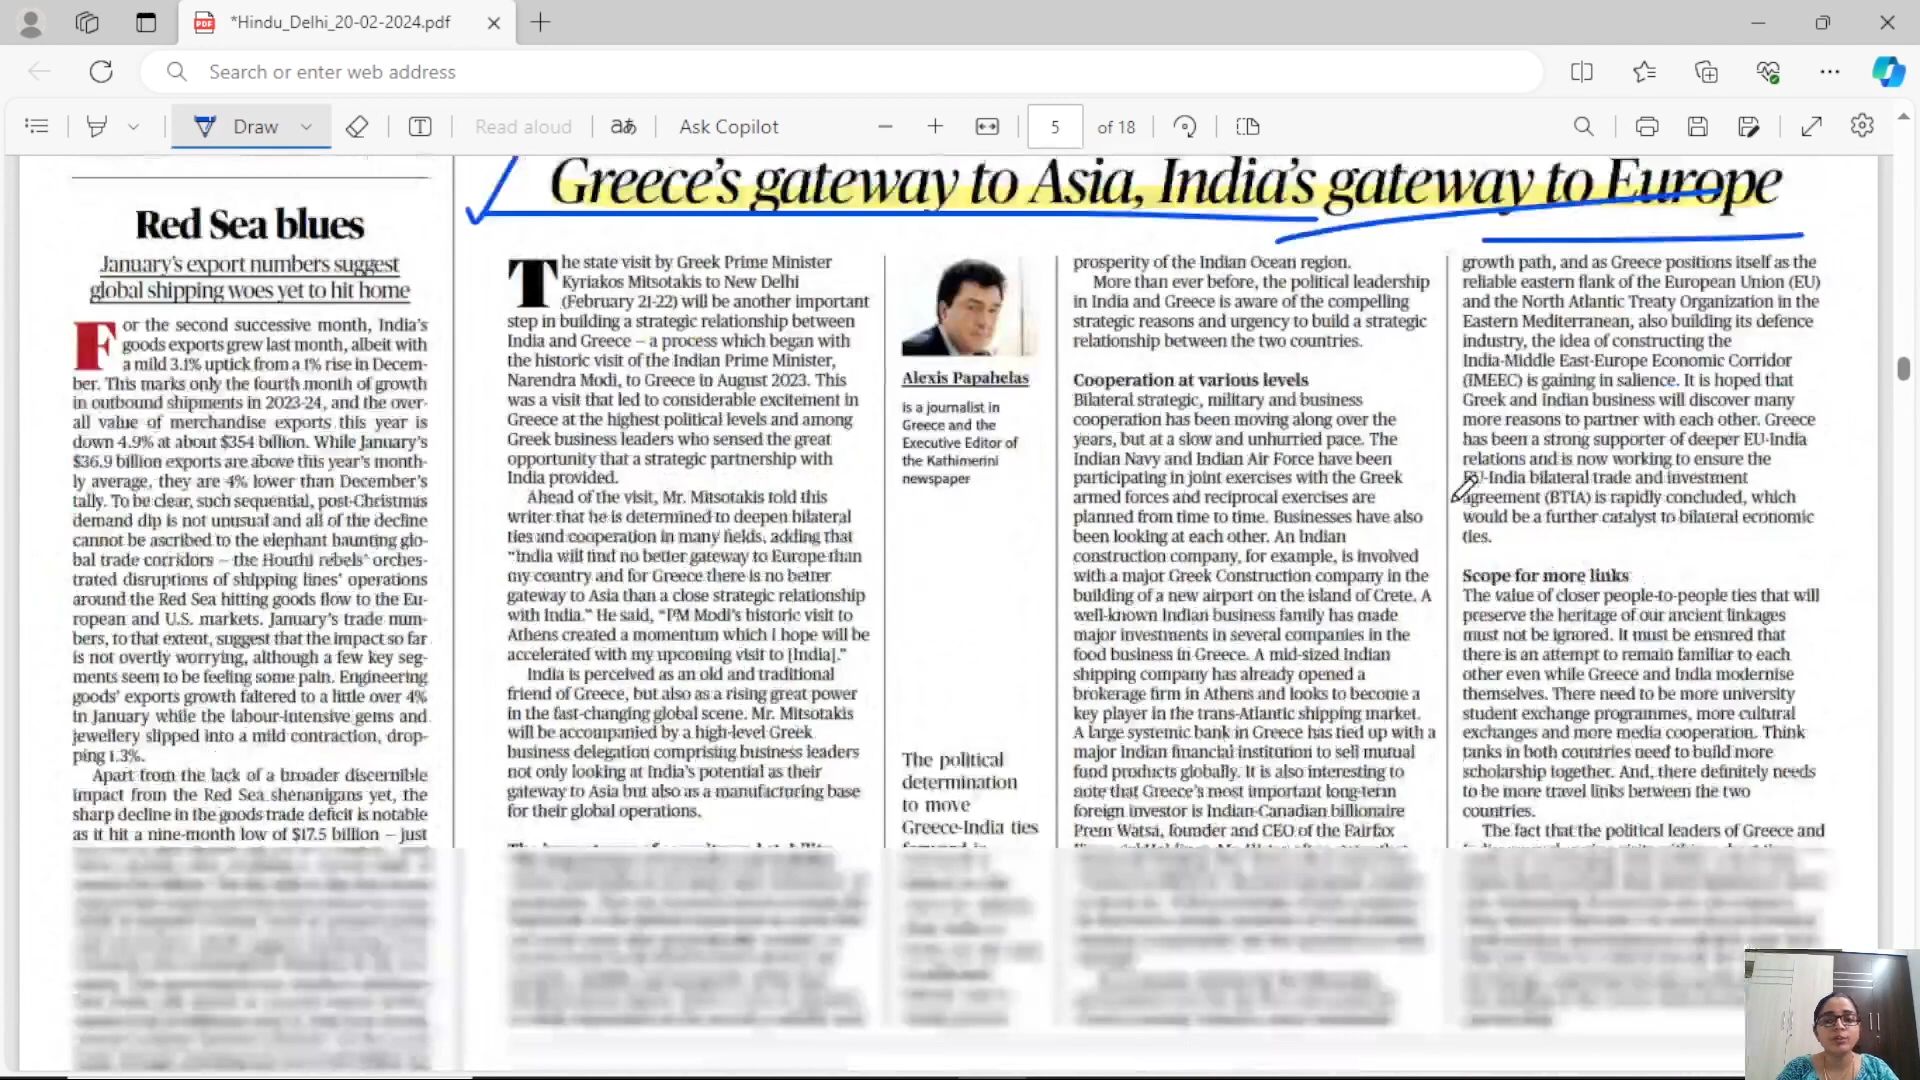 *Hindu_Delhi_20-02-2024.pdf
Search or enter web address
Draw
Read aloud
Ask Copilot
5
of 18
Red Sea blues
January's export numbers suggest
global shipping woes yet to hit home
For the second successive month, India's
goods exports grew last month, albeit with
a mild 3.1% uptick from a 1% rise in Decem-
ber. This marks only the fourth month of growth
in outbound shipments in 2023-24, and the over-
all value of merchandise exports this year is
down 4.9% at about $354 billion. While January's
$36.9 billion exports are above this year's month-
ly average, they are 4% lower than December's
tally. To be clear, such sequential, post-Christmas
demand dip is not unusual and all of the decline
cannot be ascribed to the elephant haunting glo-
bal trade corridors – the Houthi rebels' orches-
trated disruptions of shipping lines' operations
around the Red Sea hitting goods flow to the Eu-
ropean and U.S. markets. January's trade num-
bers, to that extent, suggest that the impact so far
is not overtly worrying, although a few key seg-
ments seem to be feeling some pain. Engineering
goods' exports growth faltered to a little over 4%
in January while the labour-intensive gems and
jewellery slipped into a mild contraction, drop-
ping 1.3%.
Apart from the lack of a broader discernible
impact from the Red Sea shenanigans yet, the
sharp decline in the goods trade deficit is notable
as it hit a nine-month low of $17.5 billion – just
Greece's gateway to Asia, India's gateway to Europe
The state visit by Greek Prime Minister
Kyriakos Mitsotakis to New Delhi
(February 21-22) will be another important
step in building a strategic relationship between
India and Greece – a process which began with
the historic visit of the Indian Prime Minister,
Narendra Modi, to Greece in August 2023. This
was a visit that led to considerable excitement in
Greece at the highest political levels and among
Greek business leaders who sensed the great
opportunity that a strategic partnership with
India provided.
Ahead of the visit, Mr. Mitsotakis told this
writer that he is determined to deepen bilateral
ties and cooperation in many fields, adding that
"India will find no better gateway to Europe than
my country and for Greece there is no better
gateway to Asia than a close strategic relationship
with India." He said, "PM Modi's historic visit to
Athens created a momentum which I hope will be
accelerated with my upcoming visit to [India]."
India is perceived as an old and traditional
friend of Greece, but also as a rising great power
in the fast-changing global scene. Mr. Mitsotakis
will be accompanied by a high-level Greek
business delegation comprising business leaders
not only looking at India's potential as their
gateway to Asia but also as a manufacturing base
for their global operations.
Alexis Papahelas
is a journalist in
Greece and the
Executive Editor of
the Kathimerini
newspaper
The political
determination
to move
Greece-India ties
prosperity of the Indian Ocean region.
More than ever before, the political leadership
in India and Greece is aware of the compelling
strategic reasons and urgency to build a strategic
relationship between the two countries.
Cooperation at various levels
Bilateral strategic, military and business
cooperation has been moving along over the
years, but at a slow and unhurried pace. The
Indian Navy and Indian Air Force have been
participating in joint exercises with the Greek
armed forces and reciprocal exercises are
planned from time to time. Businesses have also
been looking at each other. An Indian
construction company, for example, is involved
with a major Greek Construction company in the
building of a new airport on the island of Crete. A
well-known Indian business family has made
major investments in several companies in the
food business in Greece. A mid-sized Indian
shipping company has already opened a
brokerage firm in Athens and looks to become a
key player in the trans-Atlantic shipping market.
A large systemic bank in Greece has tied up with a
major Indian financial institution to sell mutual
fund products globally. It is also interesting to
note that Greece's most important long-term
foreign investor is Indian-Canadian billionaire
Prem Watsa, founder and CEO of the Fairfax
growth path, and as Greece positions itself as the
reliable eastern flank of the European Union (EU)
and the North Atlantic Treaty Organization in the
Eastern Mediterranean, also building its defence
industry, the idea of constructing the
India-Middle East-Europe Economic Corridor
(IMEEC) is gaining in salience. It is hoped that
Greek and Indian business will discover many
more reasons to partner with each other. Greece
has been a strong supporter of deeper EU-India
relations and is now working to ensure the
EU-India bilateral trade and investment
agreement (BTIA) is rapidly concluded, which
would be a further catalyst to bilateral economic
ties.
Scope for more links
The value of closer people-to-people ties that will
preserve the heritage of our ancient linkages
must not be ignored. It must be ensured that
there is an attempt to remain familiar to each
other even while Greece and India modernise
themselves. There need to be more university
student exchange programmes, more cultural
exchanges and more media cooperation. Think
tanks in both countries need to build more
scholarship together. And, there definitely needs
to be more travel links between the two
countries.
The fact that the political leaders of Greece and